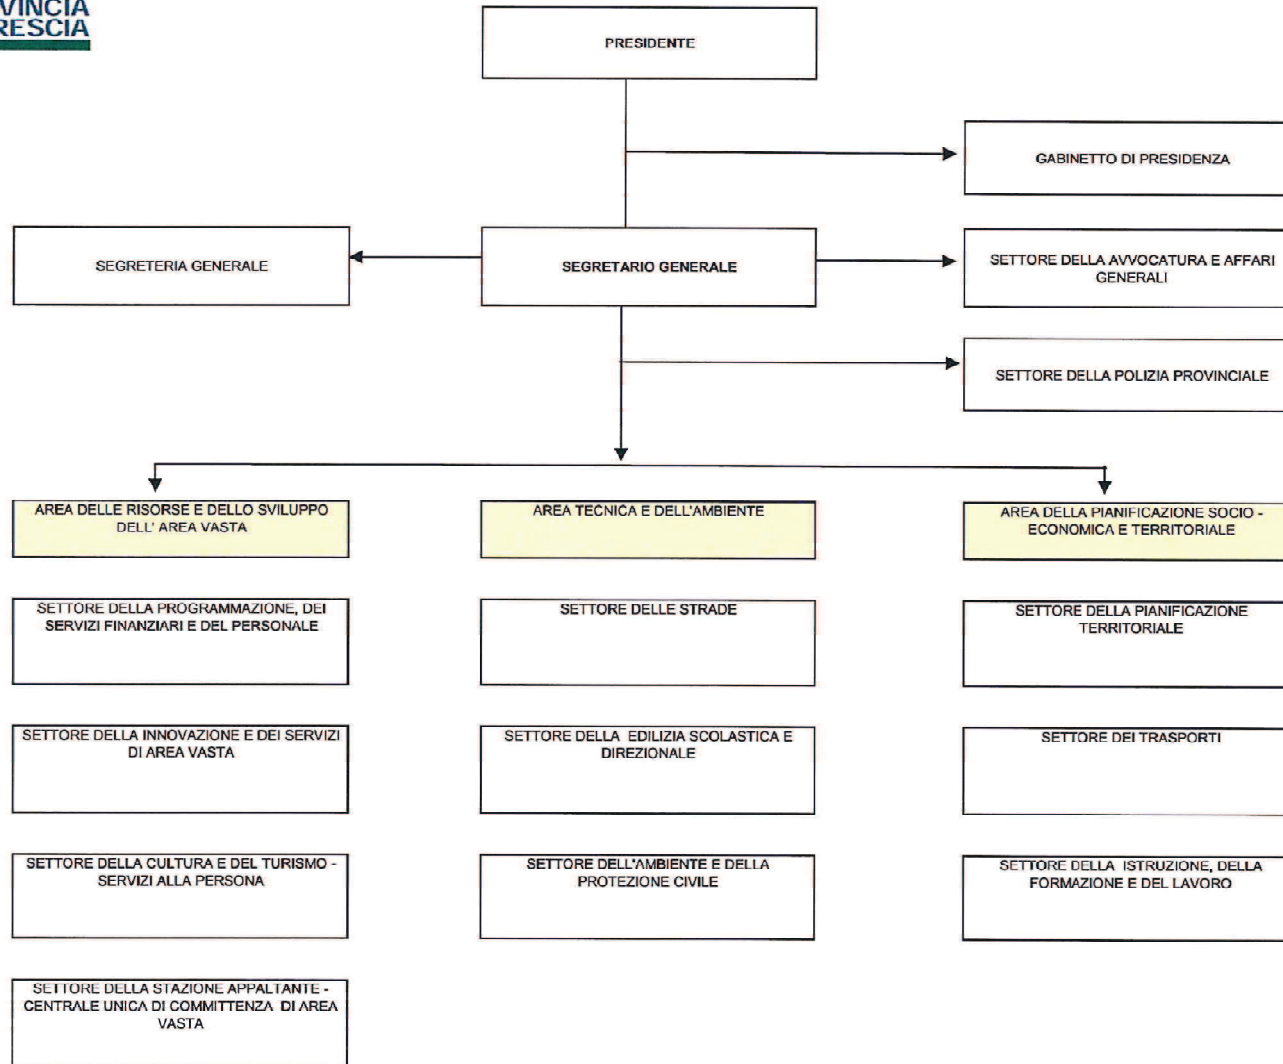 VINCIA
RESCIA
PRESIDENTE
GABINETTO DI PRESIDENZA
SEGRETERIA GENERALE
SEGRETARIO GENERALE
SETTORE DELLA AVVOCATURA E AFFARI
GENERALI
SETTORE DELLA POLIZIA PROVINCIALE
AREA DELLE RISORSE E DELLO SVILUPPO
DELL' AREA VASTA
AREA TECNICA E DELL'AMBIENTE
AREA DELLA PIANIFICAZIONE SOCIO -
ECONOMICA E TERRITORIALE
SETTORE DELLA PROGRAMMAZIONE, DEI
SERVIZI FINANZIARI E DEL PERSONALE
SETTORE DELLE STRADE
SETTORE DELLA PIANIFICAZIONE
TERRITORIALE
SETTORE DELLA INNOVAZIONE E DEI SERVIZI
DI AREA VASTA
SETTORE DELLA EDILIZIA SCOLASTICA E
DIREZIONALE
SETTORE DEI TRASPORTI
SETTORE DELLA CULTURA E DEL TURISMO -
SERVIZI ALLA PERSONA
SETTORE DELL'AMBIENTE E DELLA
PROTEZIONE CIVILE
SETTORE DELLA ISTRUZIONE, DELLA
FORMAZIONE E DEL LAVORO
SETTORE DELLA STAZIONE APPALTANTE -
CENTRALE UNICA DI COMMITTENZA DI AREA
VASTA